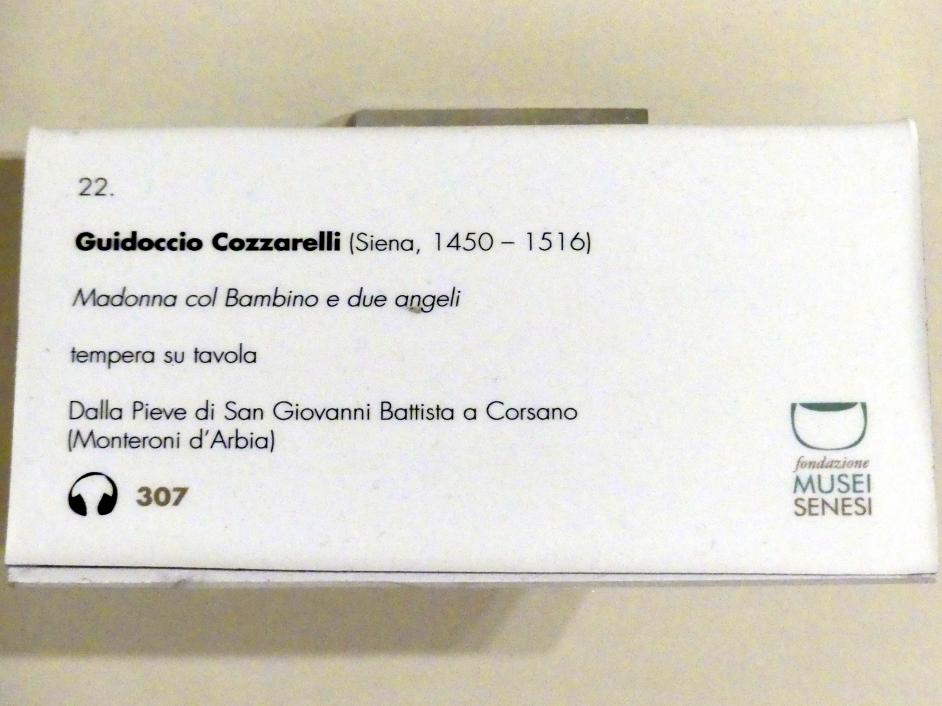 22.
Guidoccio Cozzarelli (Siena, 1450 – 1516)
Madonna col Bambino e due angeli
tempera su tavola
Dalla Pieve di San Giovanni Battista a Corsano
(Monteroni d'Arbia)
307
fondazione
MUSEI
SENESI